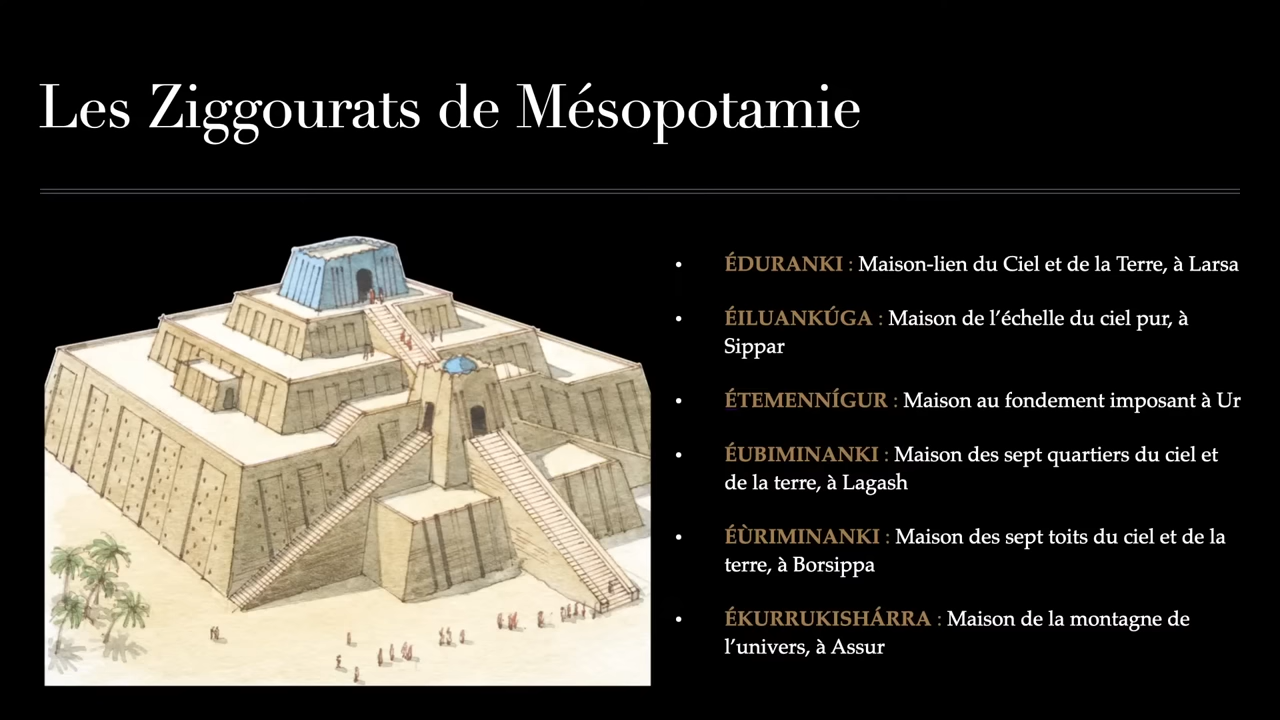 Les Ziggourats de Mésopotamie
• ÉDURANKI : Maison-lien du Ciel et de la Terre, à Larsa
• ÉILUANKÚGA : Maison de l’échelle du ciel pur, à
Sippar
• ÉTEMENNÍGUR : Maison au fondement imposant à Ur
• ÉUBIMINANKI : Maison des sept quartiers du ciel et
de la terre, à Lagash
• ÉÙRIMINANKI : Maison des sept toits du ciel et de la
terre, à Borsippa
• ÉKURRUKISHÁRRA : Maison de la montagne de
l’univers, à Assur